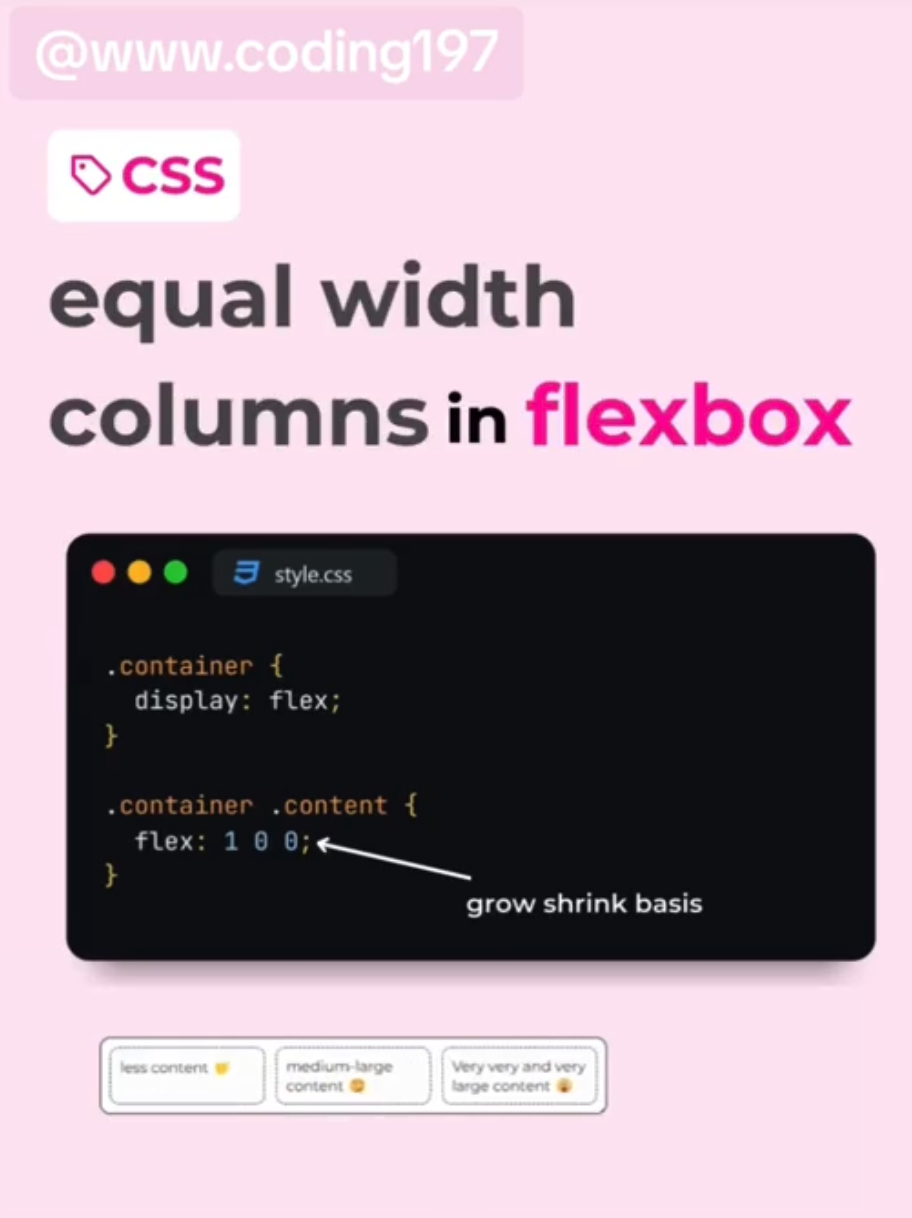 @www.coding197
CSS
equal width
columns in flexbox
style.css
.container {
display: flex;
}
.container .content {
flex: 1 0 0;
}
grow shrink basis
less content
medium-large
content
Very very and very
large content